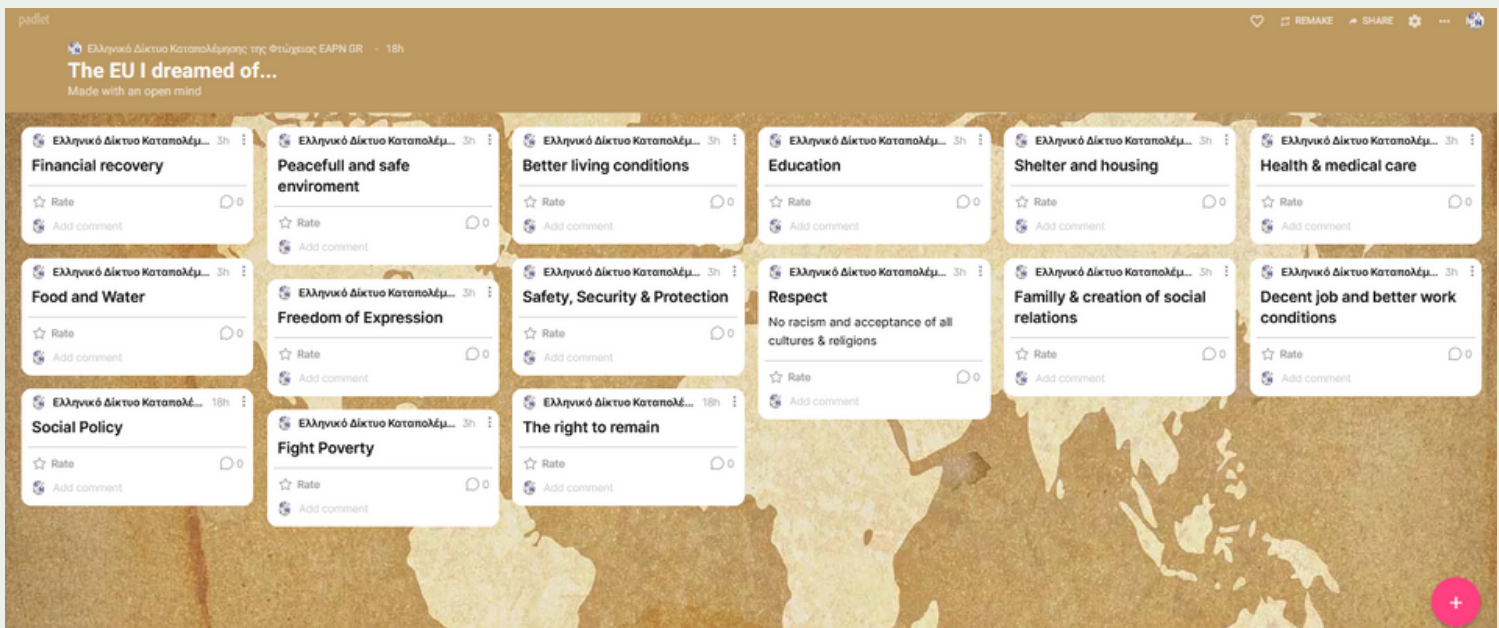 padlet
REMAKE SHARE
Ελληνικό Δίκτυο Καταπολέμησης της Φτώχειας EAPN GR · 18h
The EU I dreamed of...
Made with an open mind
Ελληνικό Δίκτυο Καταπολέμ... 3h
Financial recovery
Rate 0
Add comment
Ελληνικό Δίκτυο Καταπολέμ... 3h
Peacefull and safe
enviroment
Rate 0
Add comment
Ελληνικό Δίκτυο Καταπολέμ... 3h
Better living conditions
Rate 0
Add comment
Ελληνικό Δίκτυο Καταπολέμ... 3h
Education
Rate 0
Add comment
Ελληνικό Δίκτυο Καταπολέμ... 3h
Shelter and housing
Rate 0
Add comment
Ελληνικό Δίκτυο Καταπολέμ... 3h
Health & medical care
Rate 0
Add comment
Ελληνικό Δίκτυο Καταπολέμ... 3h
Food and Water
Rate 0
Add comment
Ελληνικό Δίκτυο Καταπολέμ... 3h
Freedom of Expression
Rate 0
Add comment
Ελληνικό Δίκτυο Καταπολέμ... 3h
Safety, Security & Protection
Rate 0
Add comment
Ελληνικό Δίκτυο Καταπολέμ... 3h
Respect
No racism and acceptance of all
cultures & religions
Rate 0
Add comment
Ελληνικό Δίκτυο Καταπολέμ... 3h
Familly & creation of social
relations
Rate 0
Add comment
Ελληνικό Δίκτυο Καταπολέμ... 3h
Decent job and better work
conditions
Rate 0
Add comment
Ελληνικό Δίκτυο Καταπολέ... 18h
Social Policy
Rate 0
Add comment
Ελληνικό Δίκτυο Καταπολέμ... 3h
Fight Poverty
Rate 0
Add comment
Ελληνικό Δίκτυο Καταπολέ... 18h
The right to remain
Rate 0
Add comment